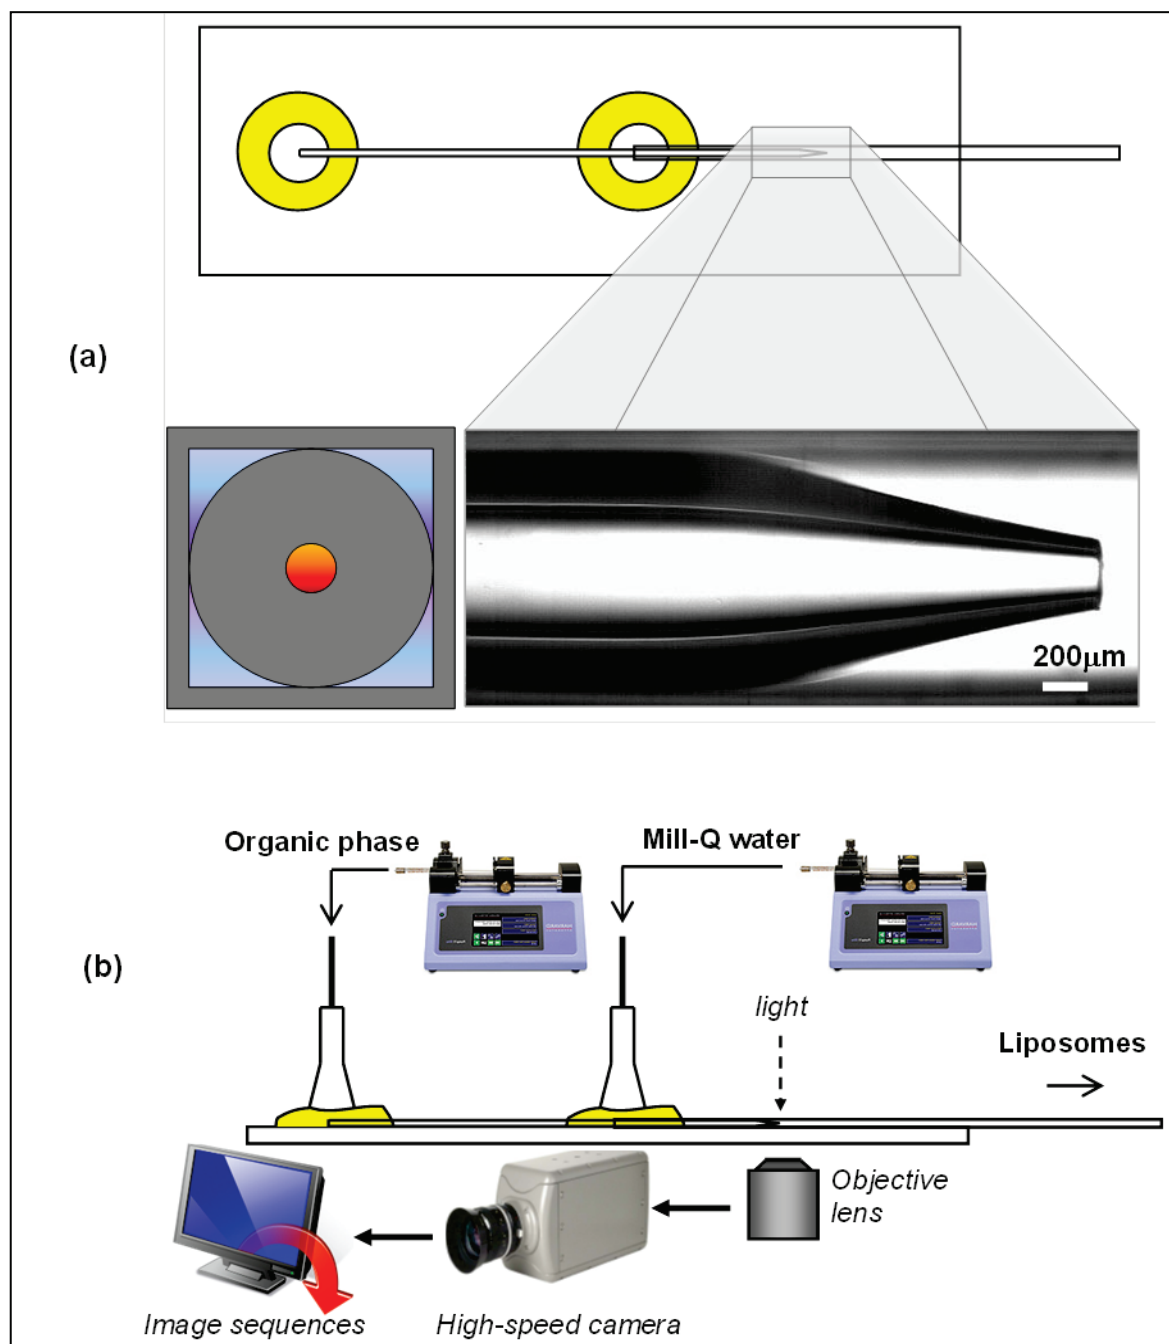 (a)
200μm
Organic phase
Mill-Q water
(b)
light
Liposomes
Objective
lens
Image sequences
High-speed camera